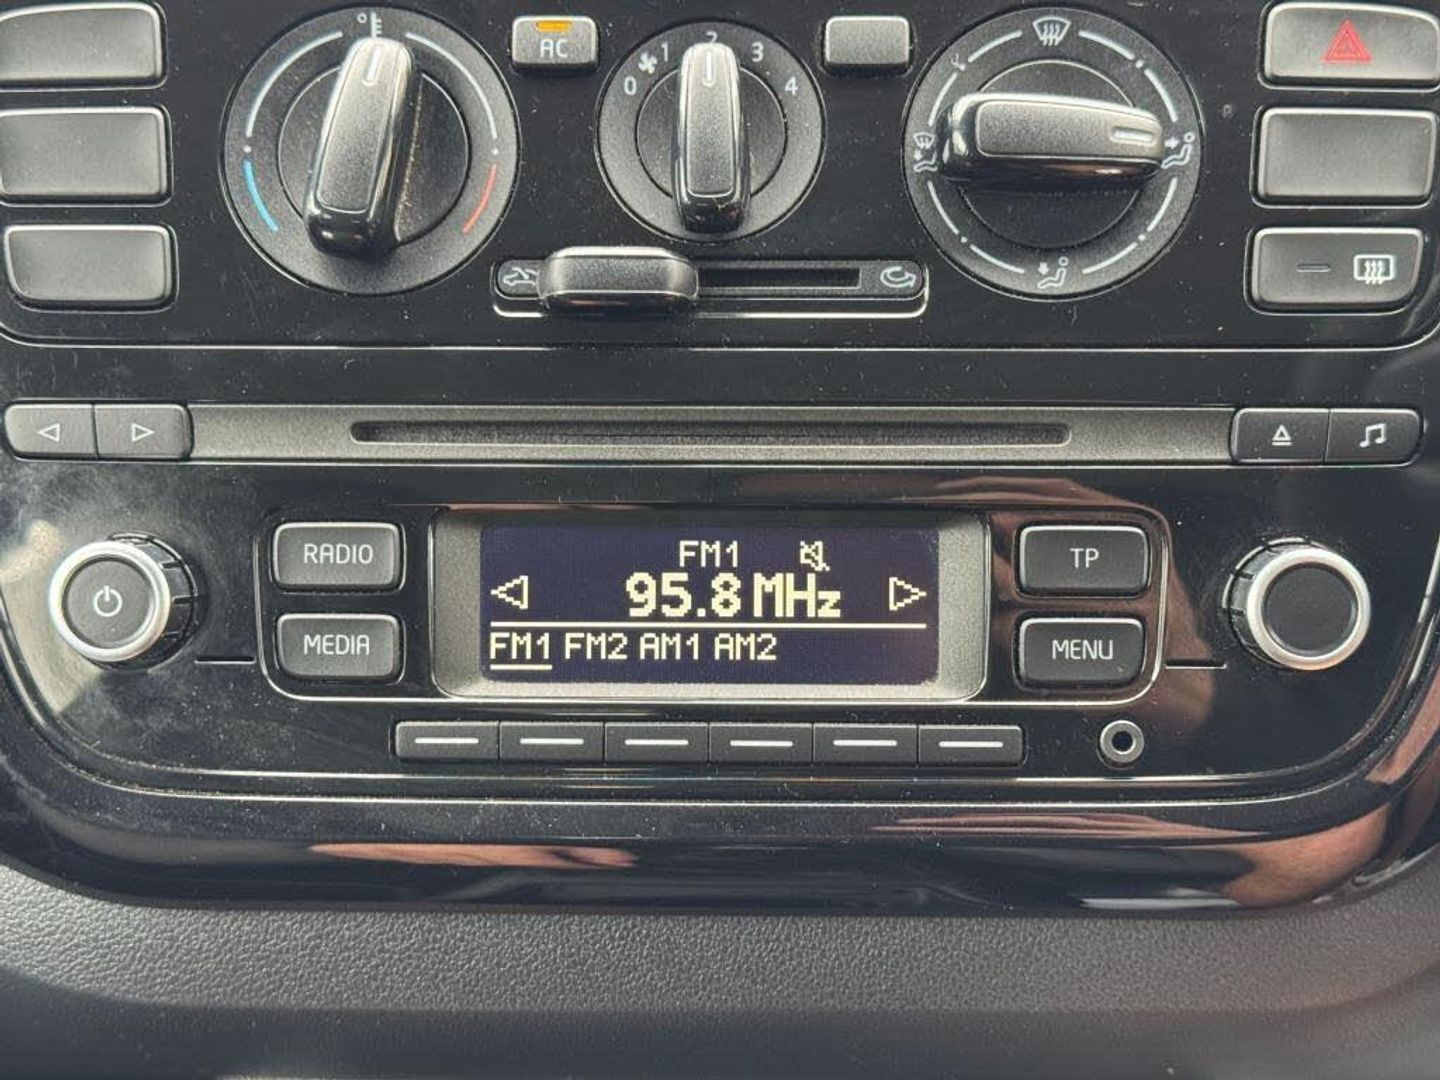 AC
0 1 2 3 4
RADIO
MEDIA
FM1
95.8 MHz
FM1 FM2 AM1 AM2
TP
MENU